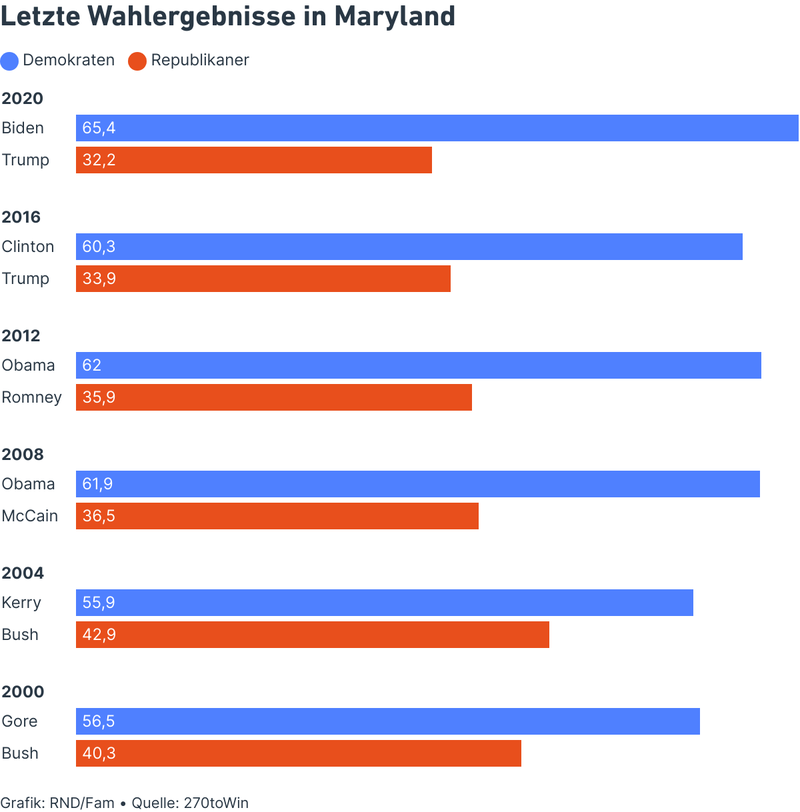 Letzte Wahlergebnisse in Maryland
Demokraten Republikaner
2020
Biden 65,4
Trump 32,2
2016
Clinton 60,3
Trump 33,9
2012
Obama 62
Romney 35,9
2008
Obama 61,9
McCain 36,5
2004
Kerry 55,9
Bush 42,9
2000
Gore 56,5
Bush 40,3
Grafik: RND/Fam • Quelle: 270toWin